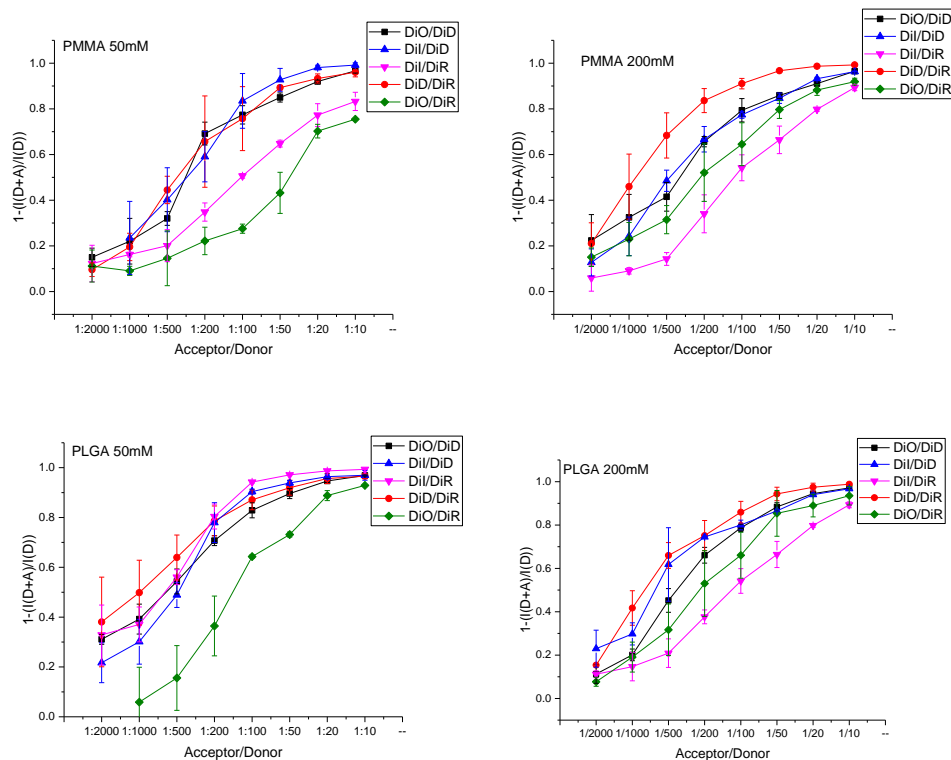 PMMA 50mM
DiO/DiD
DiI/DiD
DiI/DiR
DiD/DiR
DiO/DiR
1-(I(D+A)/I(D))
1.0
0.8
0.6
0.4
0.2
0.0
1:2000 1:1000 1:500 1:200 1:100 1:50 1:20 1:10 --
Acceptor/Donor
PMMA 200mM
DiO/DiD
DiI/DiD
DiI/DiR
DiD/DiR
DiO/DiR
1-(I(D+A)/I(D))
1.0
0.8
0.6
0.4
0.2
0.0
1/2000 1/1000 1/500 1/200 1/100 1/50 1/20 1/10 --
Acceptor/Donor
PLGA 50mM
DiO/DiD
DiI/DiD
DiI/DiR
DiD/DiR
DiO/DiR
1-(I(D+A)/I(D))
1.0
0.8
0.6
0.4
0.2
0.0
1:2000 1:1000 1:500 1:200 1:100 1:50 1:20 1:10 --
Acceptor/Donor
PLGA 200mM
DiO/DiD
DiI/DiD
DiI/DiR
DiD/DiR
DiO/DiR
1-(I(D+A)/I(D))
1.0
0.8
0.6
0.4
0.2
0.0
1/2000 1/1000 1/500 1/200 1/100 1/50 1/20 1/10 --
Acceptor/Donor